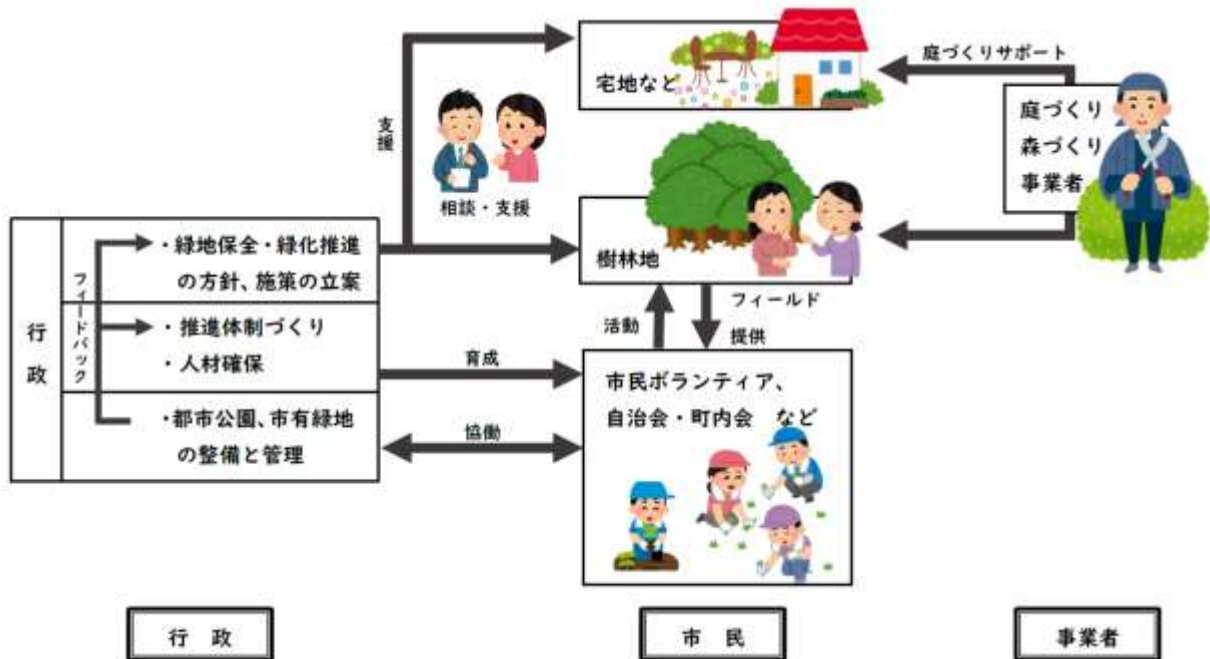 宅地など
庭づくりサポート
庭づくり
森づくり
事業者
支援
相談・支援
樹林地
行政
フィードバック
・緑地保全・緑化推進
の方針、施策の立案
・推進体制づくり
・人材確保
・都市公園、市有緑地
の整備と管理
活動
フィールド
提供
育成
協働
市民ボランティア、
自治会・町内会 など
行 政
市 民
事業者